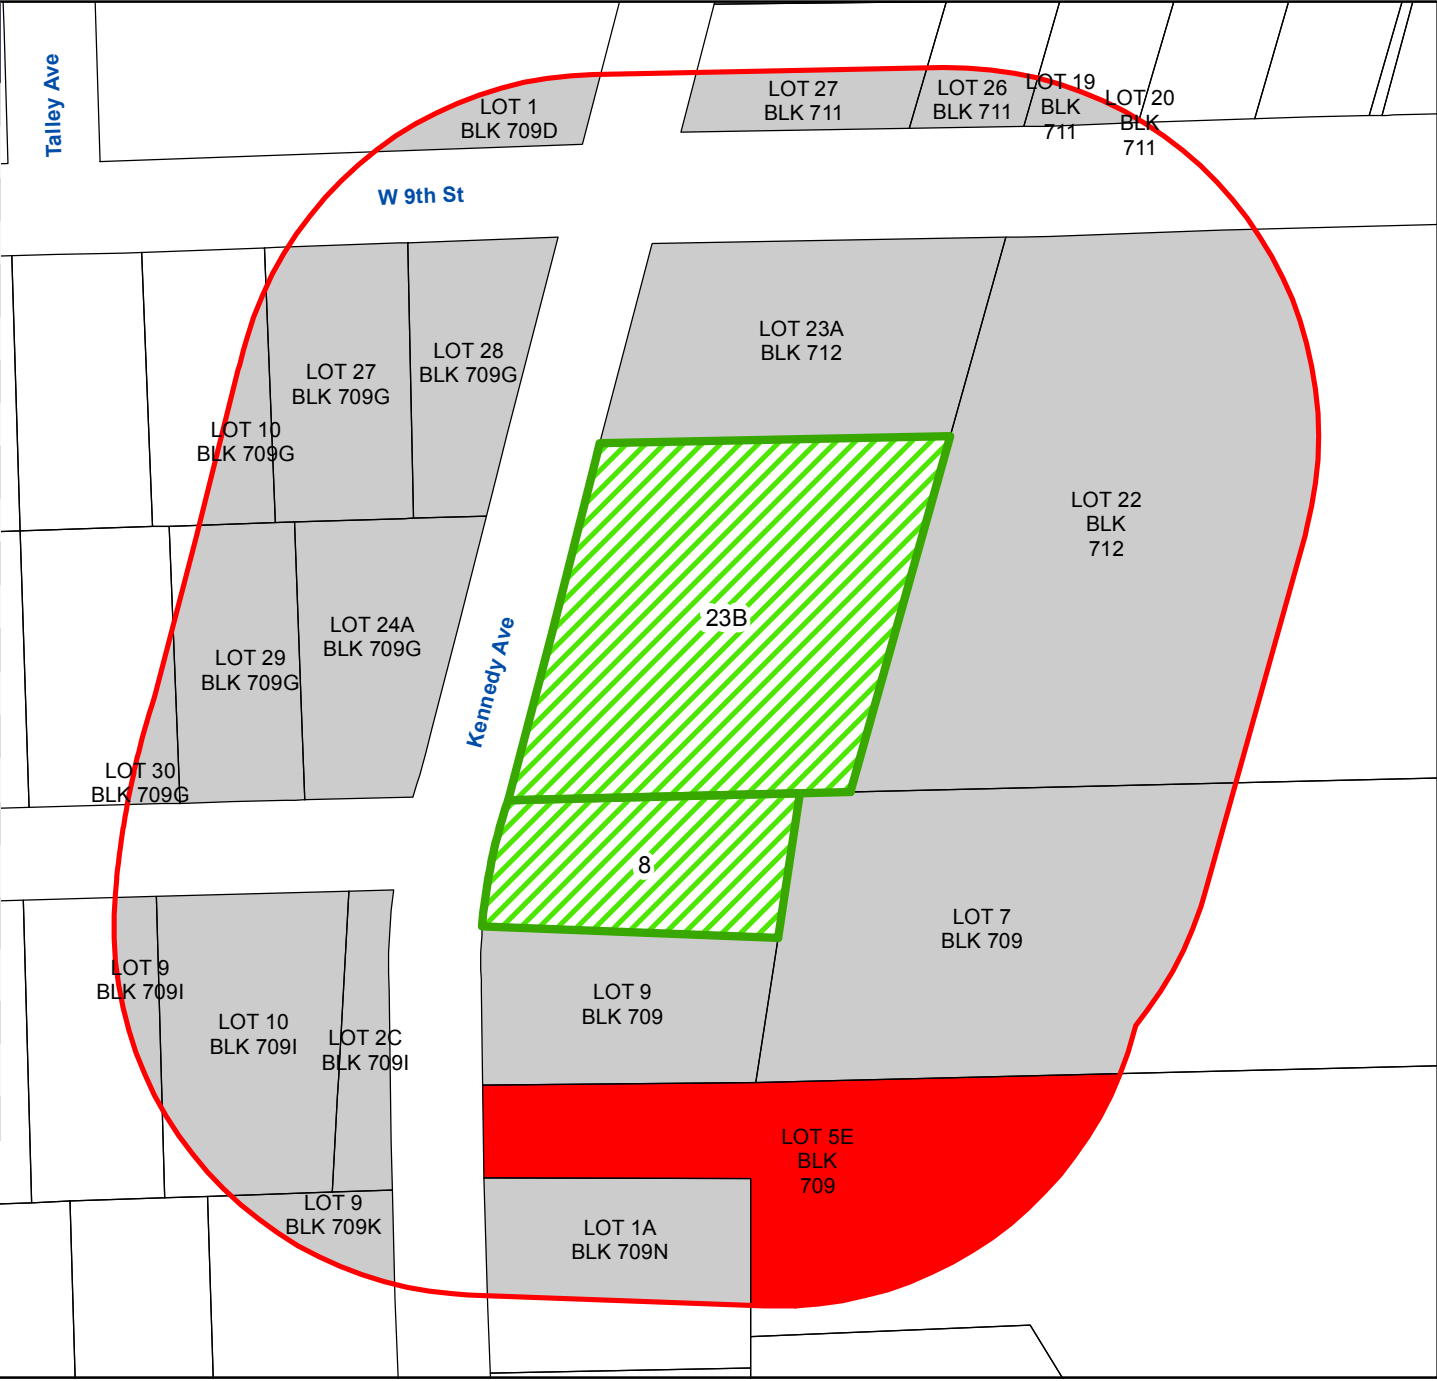 Talley Ave
LOT 1
BLK 709D
LOT 27
BLK 711
LOT 26
BLK 711
LOT 19
BLK
711
LOT 20
BLK
711
W 9th St
LOT 23A
BLK 712
LOT 28
BLK 709G
LOT 27
BLK 709G
LOT 10
BLK 709G
LOT 22
BLK
712
23B
LOT 24A
BLK 709G
LOT 29
BLK 709G
Kennedy Ave
LOT 30
BLK 709G
8
LOT 7
BLK 709
LOT 9
BLK 709I
LOT 10
BLK 709I
LOT 2C
BLK 709I
LOT 9
BLK 709
LOT 5E
BLK
709
LOT 9
BLK 709K
LOT 1A
BLK 709N